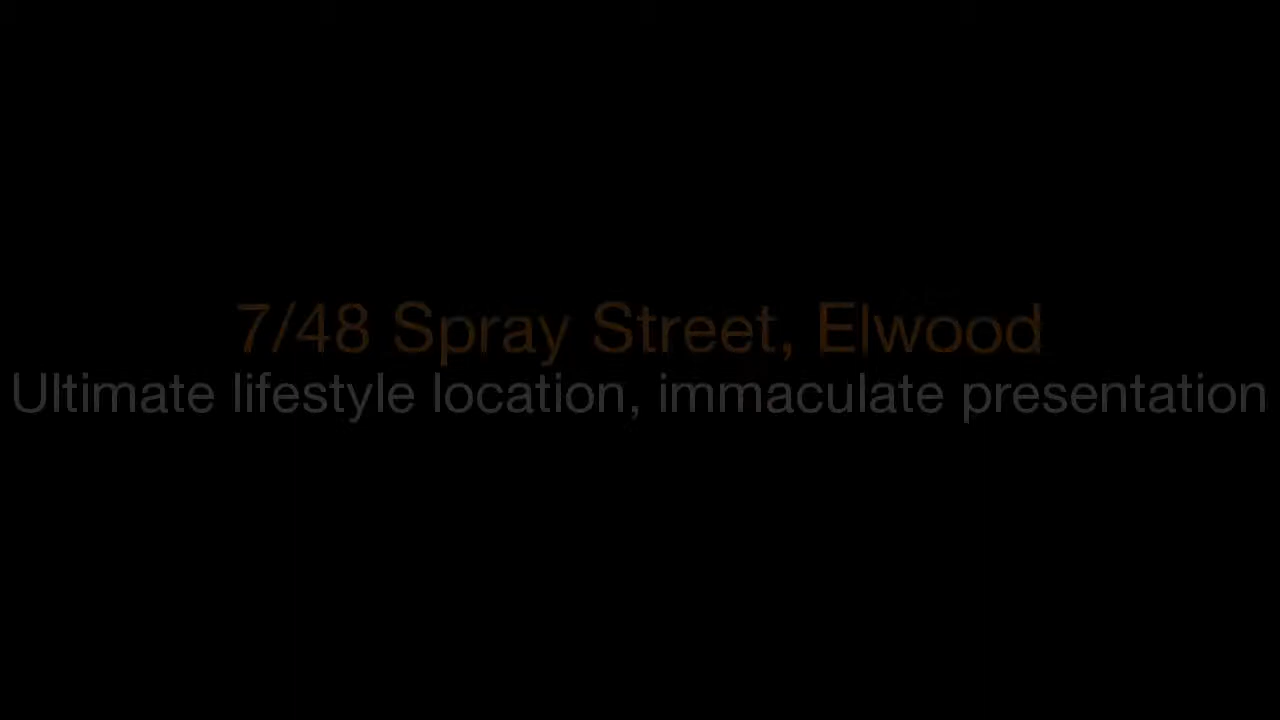 7/48 Spray Street, Elwood
Ultimate lifestyle location, immaculate presentation